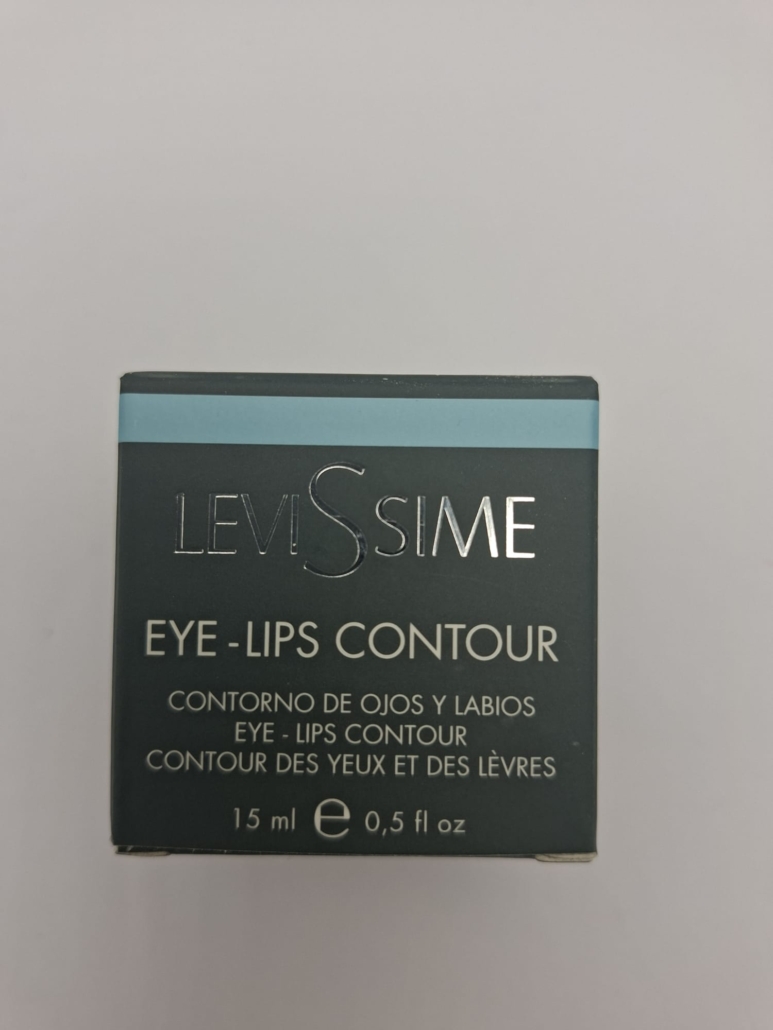 LEVISSIME
EYE-LIPS CONTOUR
CONTORNO DE OJOS Y LABIOS
EYE - LIPS CONTOUR
CONTOUR DES YEUX ET DES LÈVRES
15 ml e 0,5 fl oz